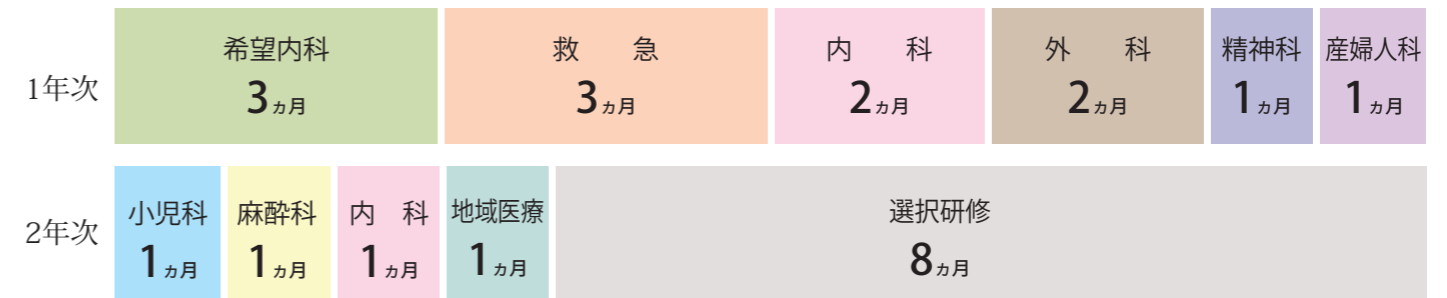 1年次
希望内科
3ヵ月
救 急
3ヵ月
内 科
2ヵ月
外 科
2ヵ月
精神科
1ヵ月
産婦人科
1ヵ月
2年次
小児科
1ヵ月
麻酔科
1ヵ月
内 科
1ヵ月
地域医療
1ヵ月
選択研修
8ヵ月